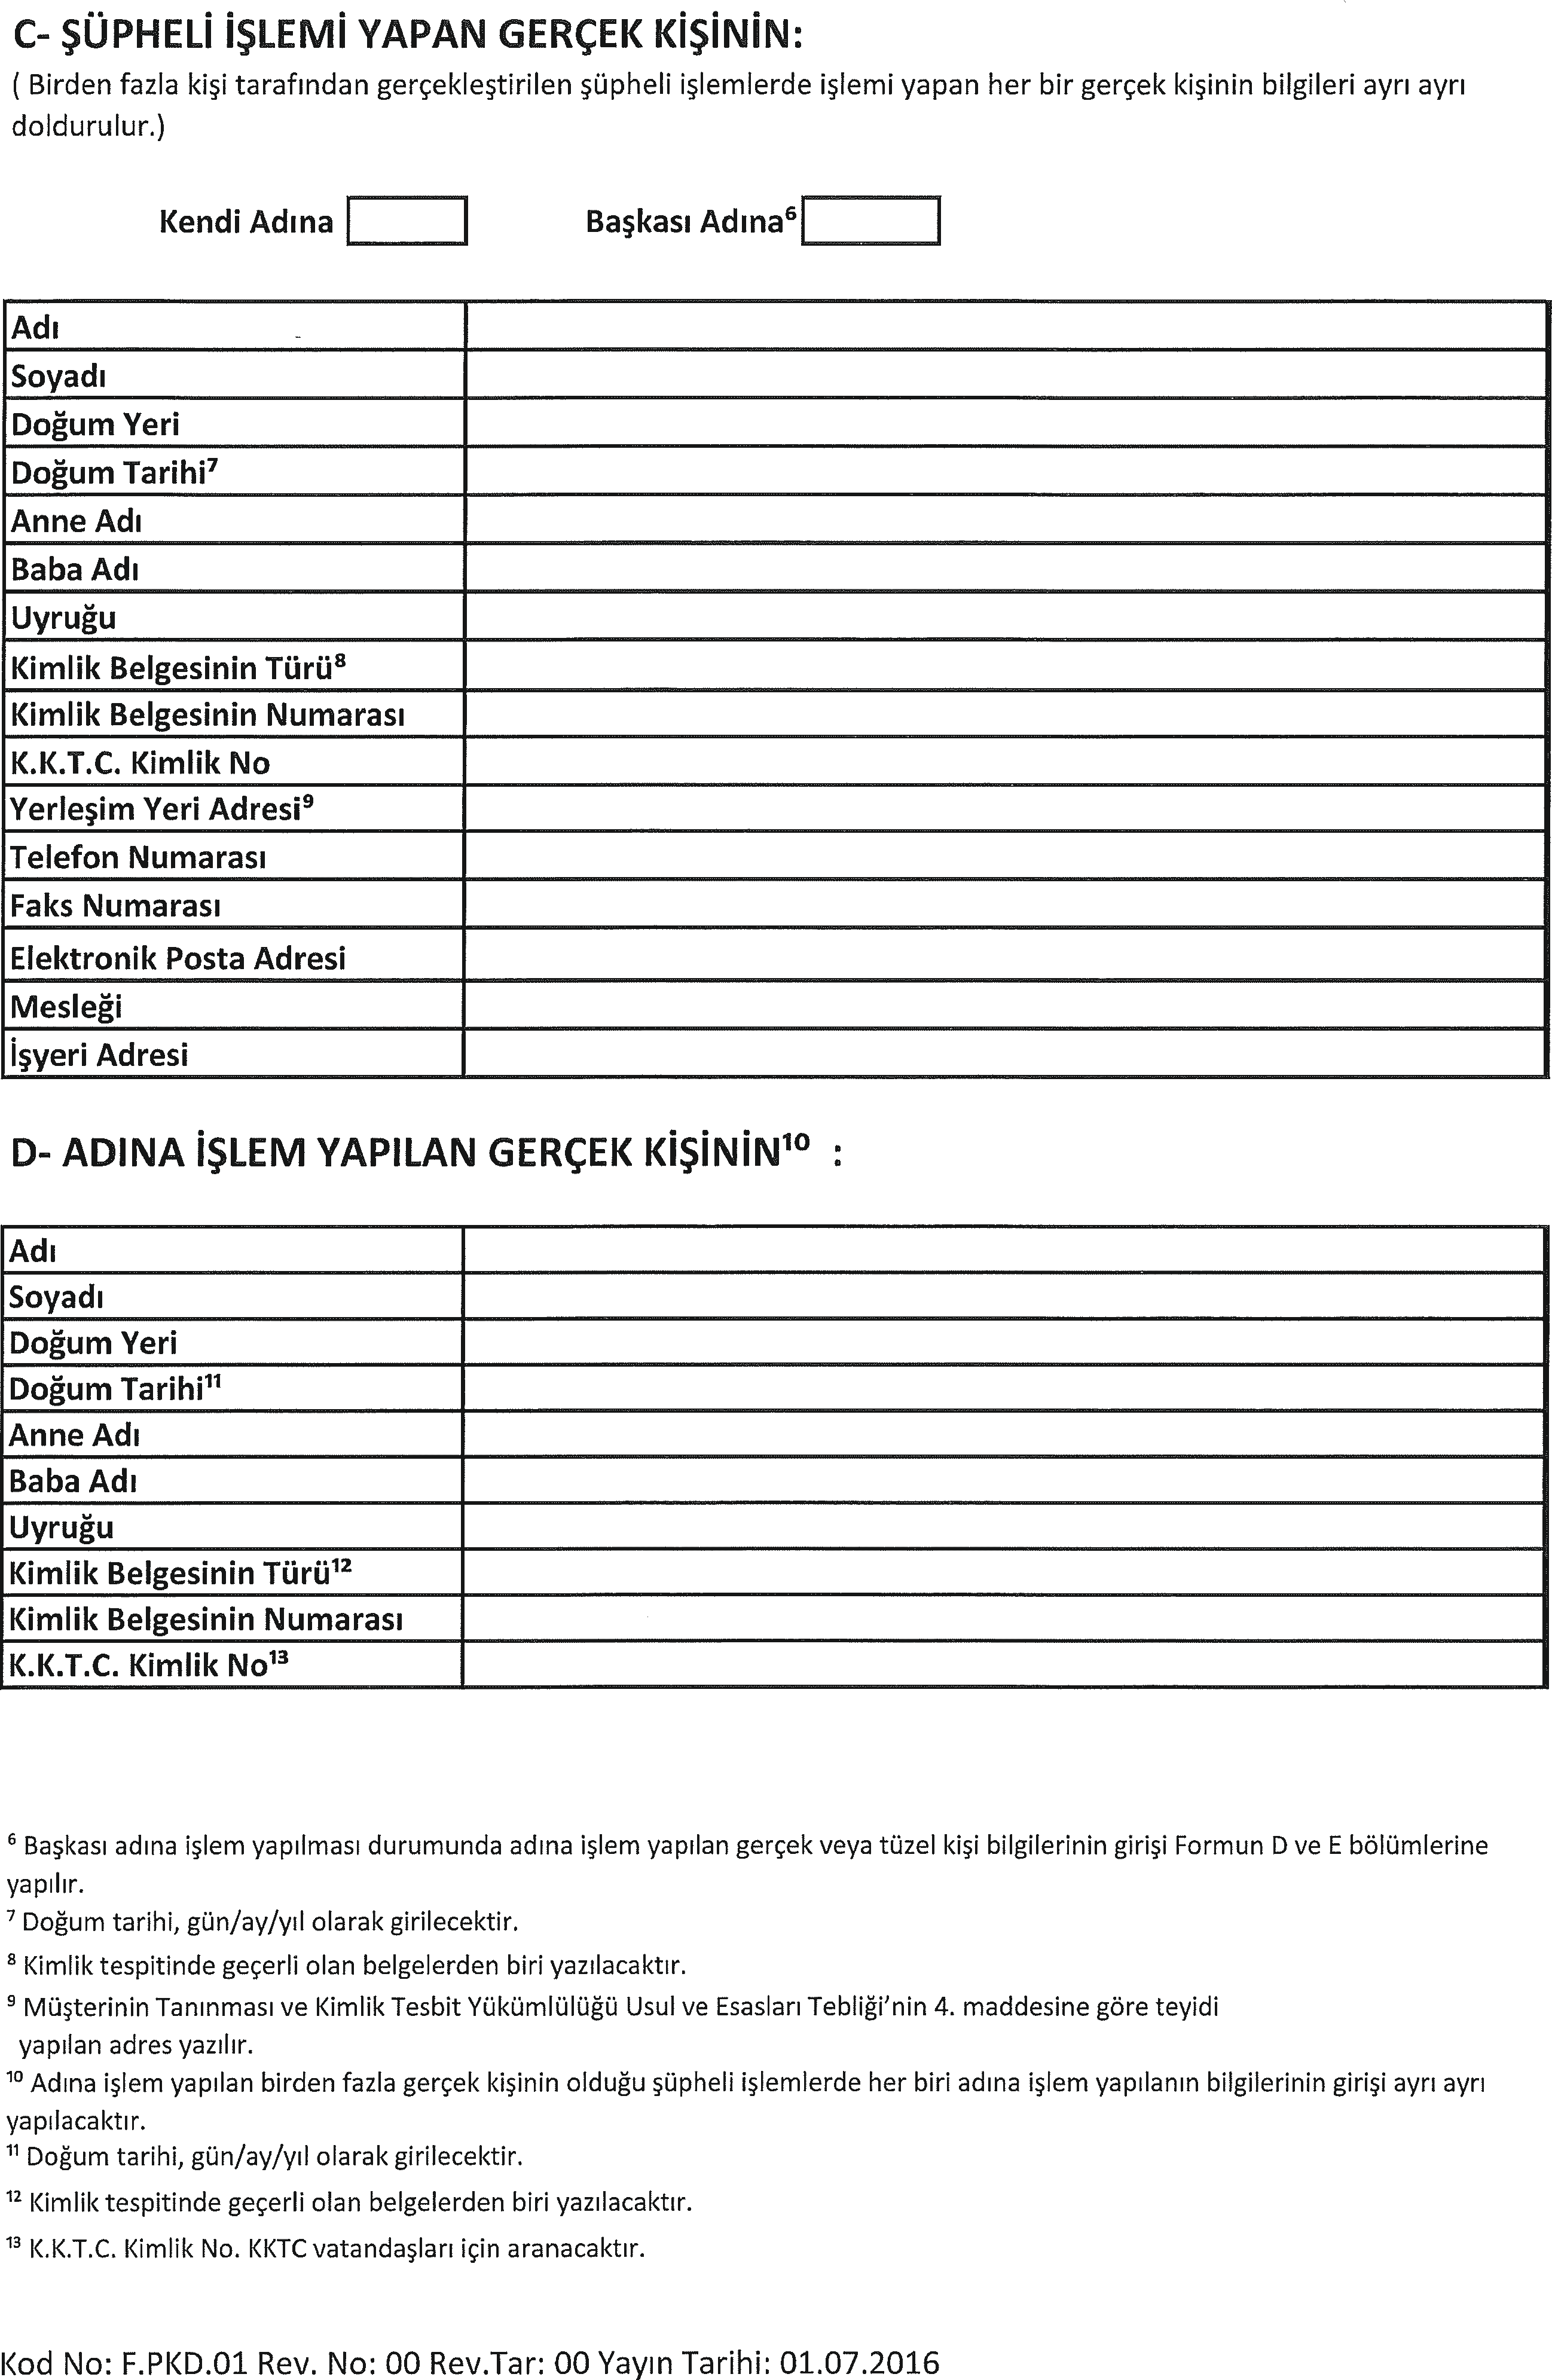 C- ŞÜPHELİ İŞLEMİ YAPAN GERÇEK KİŞİNİN:
( Birden fazla kişi tarafından gerçekleştirilen şüpheli işlemlerde işlemi yapan her bir gerçek kişinin bilgileri ayrı ayrı
doldurulur.)
Kendi Adına Başkası Adına⁶
Adı
Soyadı
Doğum Yeri
Doğum Tarihi⁷
Anne Adı
Baba Adı
Uyruğu
Kimlik Belgesinin Türü⁸
Kimlik Belgesinin Numarası
K.K.T.C. Kimlik No
Yerleşim Yeri Adresi⁹
Telefon Numarası
Faks Numarası
Elektronik Posta Adresi
Mesleği
İşyeri Adresi
D- ADINA İŞLEM YAPILAN GERÇEK KİŞİNİN¹⁰ :
Adı
Soyadı
Doğum Yeri
Doğum Tarihi¹¹
Anne Adı
Baba Adı
Uyruğu
Kimlik Belgesinin Türü¹²
Kimlik Belgesinin Numarası
K.K.T.C. Kimlik No¹³
⁶ Başkası adına işlem yapılması durumunda adına işlem yapılan gerçek veya tüzel kişi bilgilerinin girişi Formun D ve E bölümlerine
yapılır.
⁷ Doğum tarihi, gün/ay/yıl olarak girilecektir.
⁸ Kimlik tespitinde geçerli olan belgelerden biri yazılacaktır.
⁹ Müşterinin Tanınması ve Kimlik Tesbit Yükümlülüğü Usul ve Esasları Tebliği'nin 4. maddesine göre teyidi
yapılan adres yazılır.
¹⁰ Adına işlem yapılan birden fazla gerçek kişinin olduğu şüpheli işlemlerde her biri adına işlem yapılanın bilgilerinin girişi ayrı ayrı
yapılacaktır.
¹¹ Doğum tarihi, gün/ay/yıl olarak girilecektir.
¹² Kimlik tespitinde geçerli olan belgelerden biri yazılacaktır.
¹³ K.K.T.C. Kimlik No. KKTC vatandaşları için aranacaktır.
Kod No: F.PKD.01 Rev. No: 00 Rev.Tar: 00 Yayın Tarihi: 01.07.2016